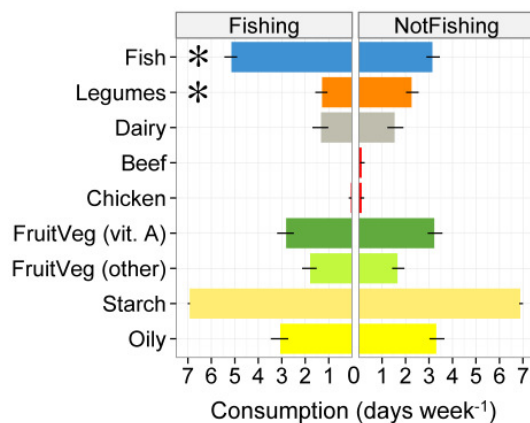 Fishing NotFishing
Fish *
Legumes *
Dairy
Beef
Chicken
FruitVeg (vit. A)
FruitVeg (other)
Starch
Oily
7 6 5 4 3 2 1 0 1 2 3 4 5 6 7
Consumption (days week⁻¹)